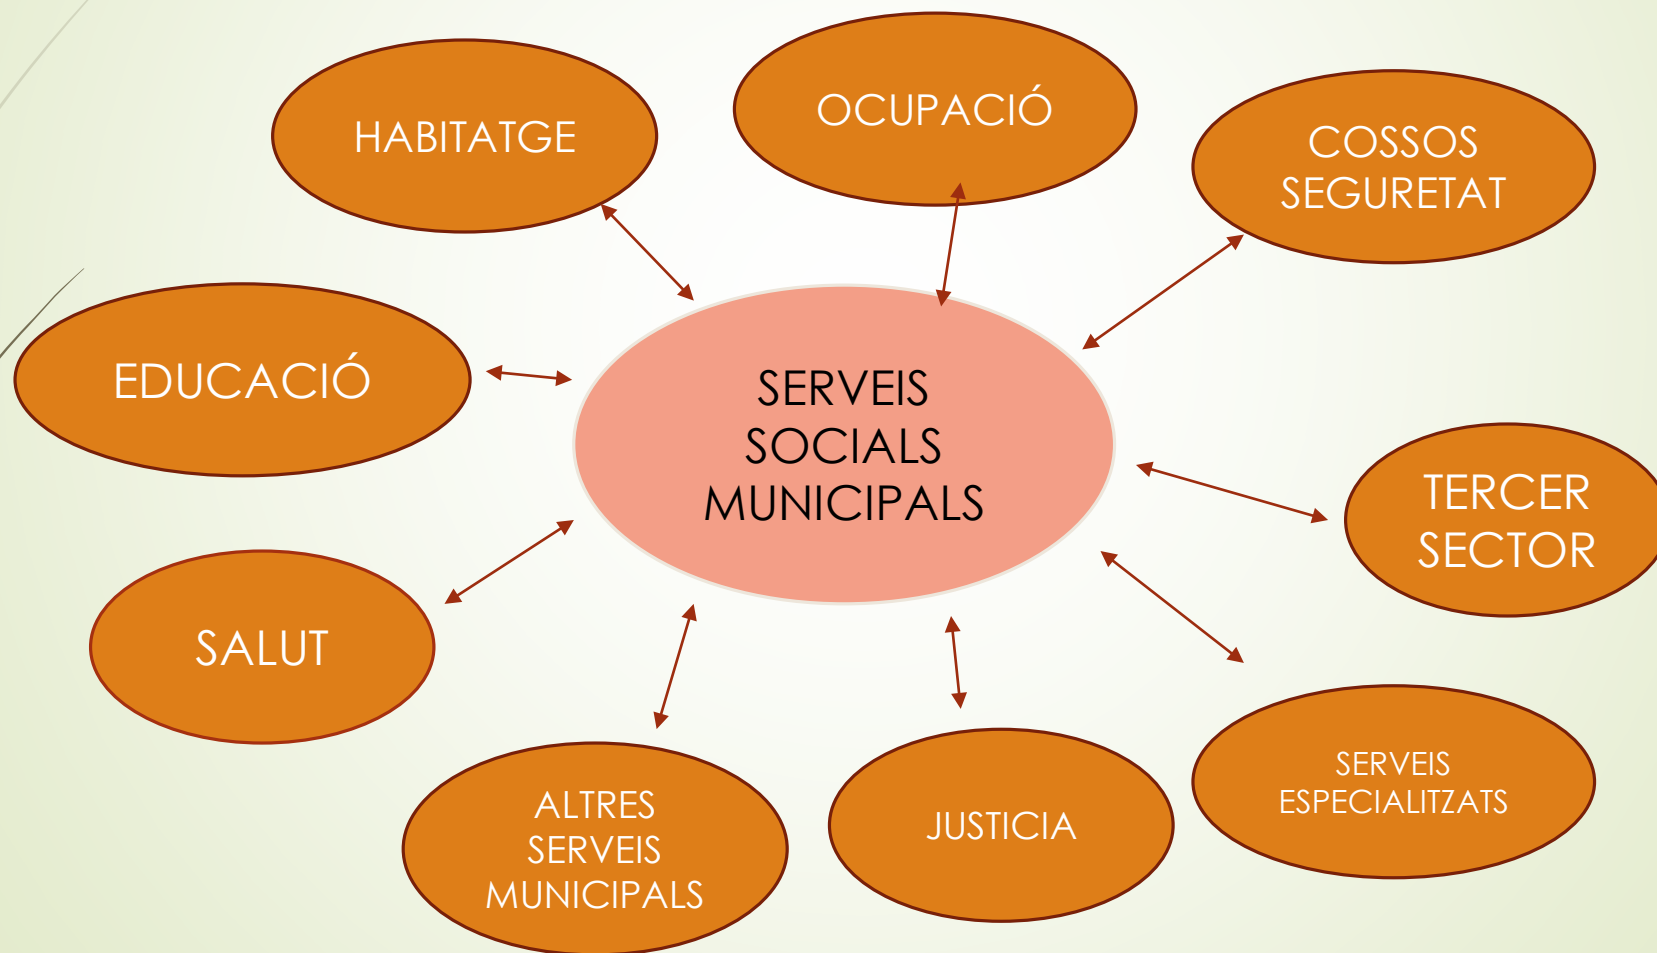 HABITATGE
OCUPACIÓ
COSSOS
SEGURETAT
EDUCACIÓ
SERVEIS
SOCIALS
MUNICIPALS
TERCER
SECTOR
SALUT
ALTRES
SERVEIS
MUNICIPALS
JUSTICIA
SERVEIS
ESPECIALITZATS